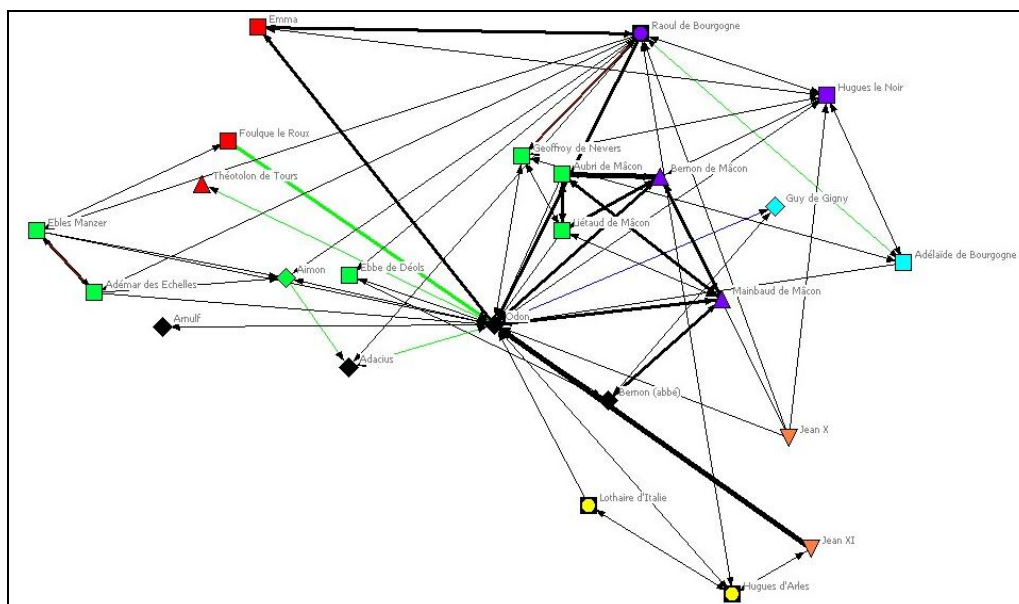 Emma
Raoul de Bourgogne
Hugues le Noir
Foulque le Roux
Geoffroy de Nevers
Aubri de Mâcon
Bernon de Mâcon
Théotolon de Tours
Guy de Gigny
Ebles Manzer
Liétaud de Mâcon
Adélaïde de Bourgogne
Aimon
Ebbe de Déols
Adémar des Echelles
Mainbaud de Mâcon
Odon
Arnulf
Adacius
Bernon (abbé)
Jean X
Lothaire d'Italie
Jean XI
Hugues d'Arles